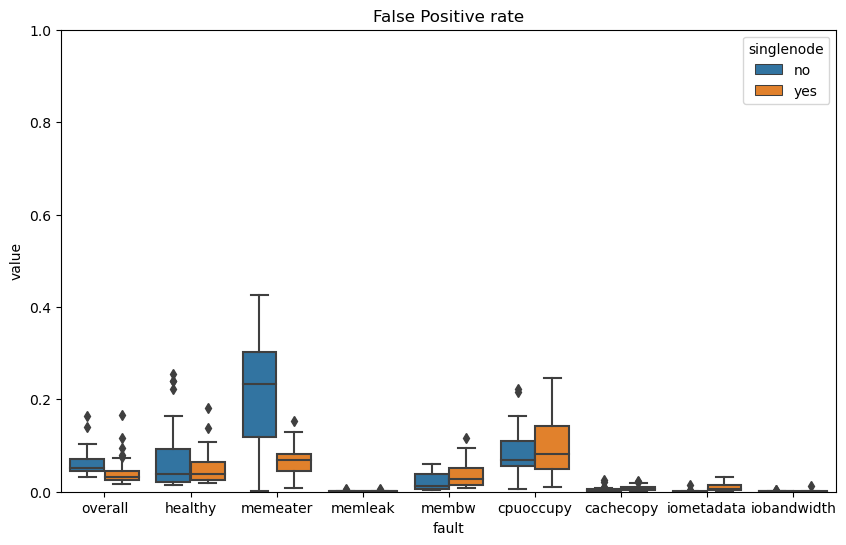 False Positive rate
singlenode
no
yes
value
1.0
0.8
0.6
0.4
0.2
0.0
overall healthy memeater memleak membw cpuoccupy cachecopy iometadata iobandwidth
fault